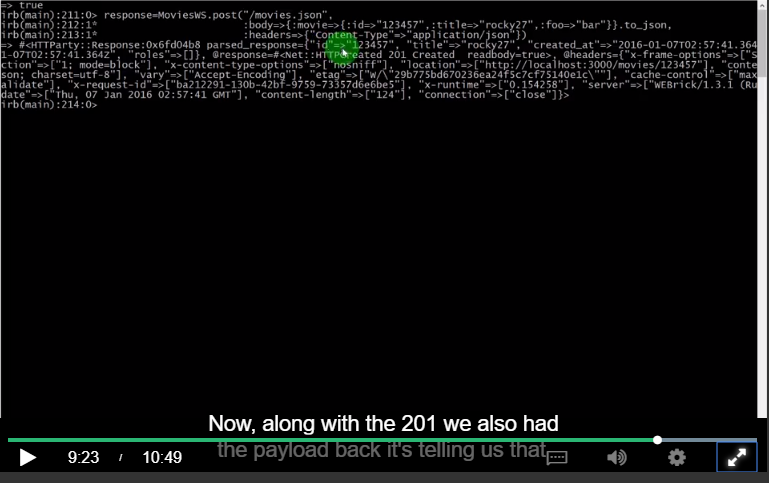 => true
irb(main):211:0> response=MoviesWS.post("/movies.json",
irb(main):212:1* :body=>{:movie=>{:id=>"123457",:title=>"rocky27",:foo=>"bar"}}.to_json,
irb(main):213:1* :headers=>{"Content-Type"=>"application/json"})
=> #<HTTParty::Response:0x6fd04b8 parsed_response={"id"=>"123457", "title"=>"rocky27", "created_at"=>"2016-01-07T02:57:41.364
1-07T02:57:41.364Z", "roles"=>[]}, @response=#<Net::HTTPCreated 201 Created readbody=true>, @headers={"x-frame-options"=>["S
ction"=>["1; mode=block"], "x-content-type-options"=>["nosniff"], "location"=>["http://localhost:3000/movies/123457"], "conte
son; charset=utf-8"], "vary"=>["Accept-Encoding"], "etag"=>["W/\"29b775bd670236ea24f5c7cf75140e1c\""], "cache-control"=>["max
alidate"], "x-request-id"=>["ba212291-130b-42bf-9759-73357d6e6be5"], "x-runtime"=>["0.154258"], "server"=>["WEBrick/1.3.1 (Ru
date"=>["Thu, 07 Jan 2016 02:57:41 GMT"], "content-length"=>["124"], "connection"=>["close"]}>
irb(main):214:0>
Now, along with the 201 we also had
the payload back it's telling us that
9:23 / 10:49